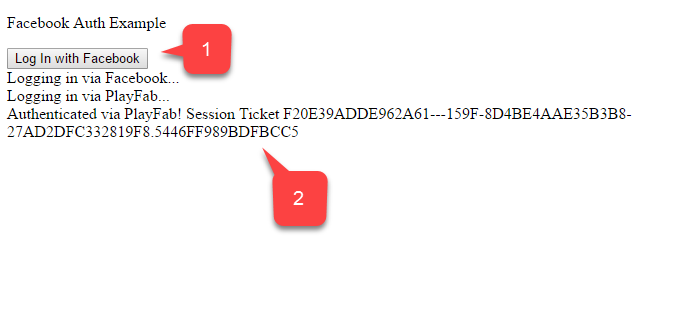 Facebook Auth Example
Log In with Facebook
1
Logging in via Facebook...
Logging in via PlayFab...
Authenticated via PlayFab! Session Ticket F20E39ADDE962A61---159F-8D4BE4AAE35B3B8-
27AD2DFC332819F8.5446FF989BDFBCC5
2